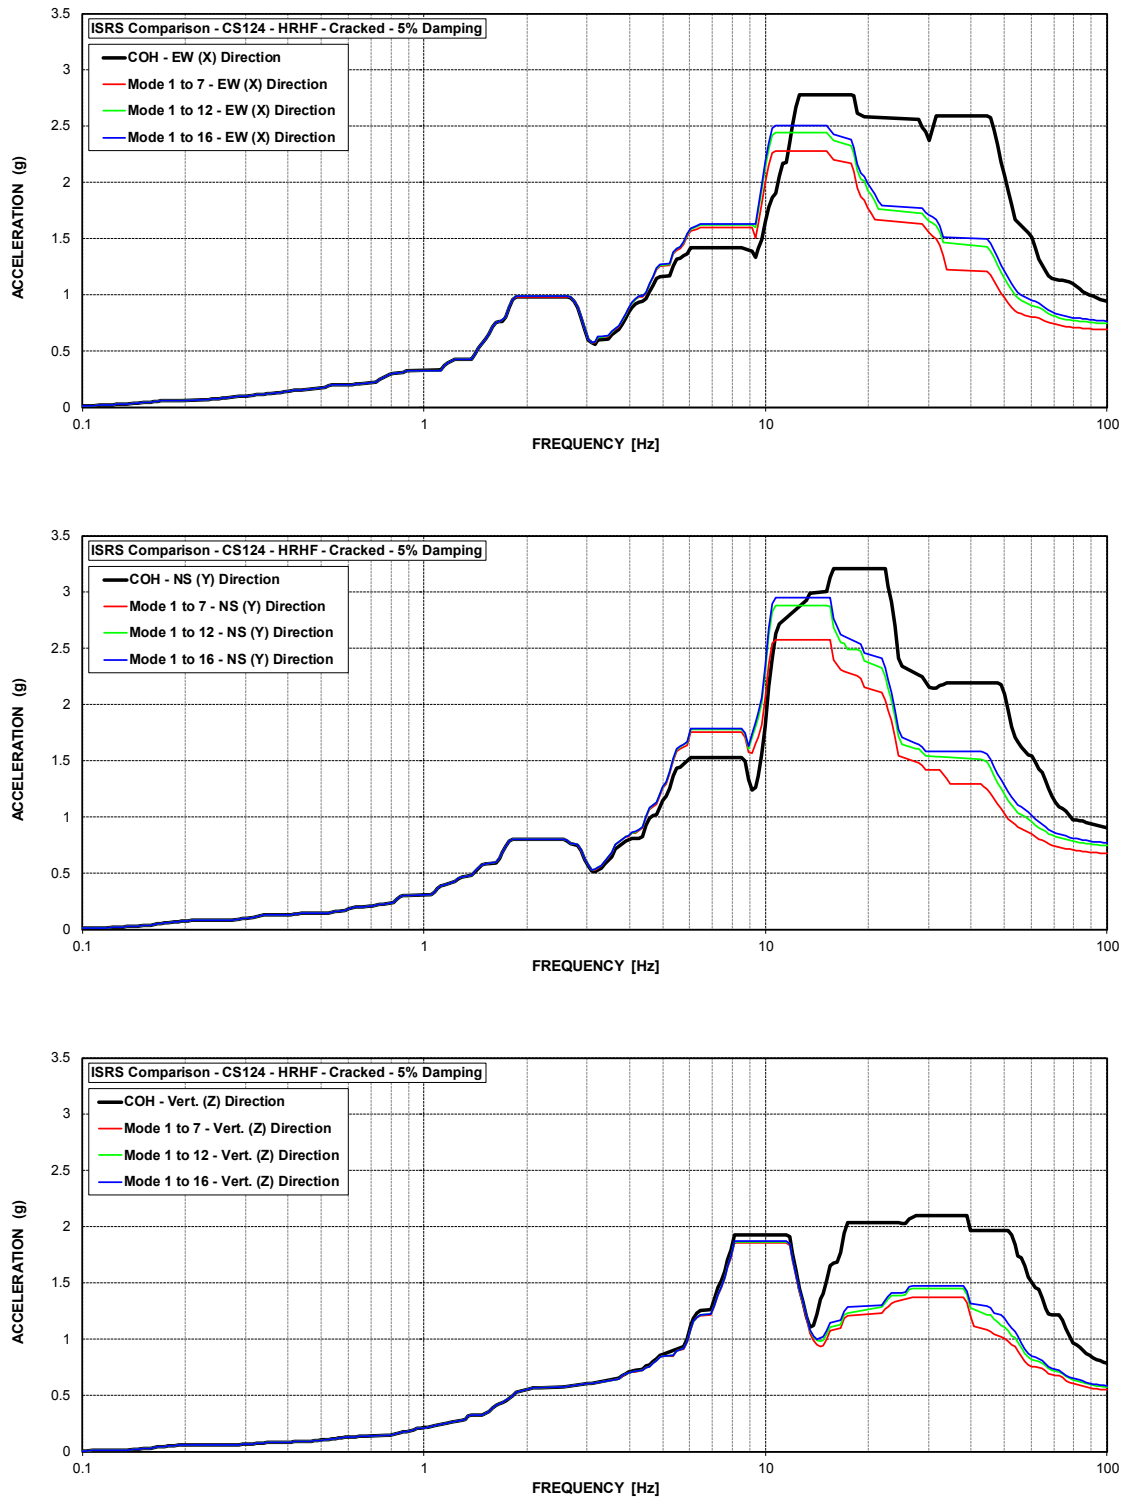 ISRS Comparison - CS124 - HRHF - Cracked - 5% Damping
COH - EW (X) Direction
Mode 1 to 7 - EW (X) Direction
Mode 1 to 12 - EW (X) Direction
Mode 1 to 16 - EW (X) Direction
ACCELERATION (g)
3.5
3
2.5
2
1.5
1
0.5
0
0.1
1
10
100
FREQUENCY [Hz]
ISRS Comparison - CS124 - HRHF - Cracked - 5% Damping
COH - NS (Y) Direction
Mode 1 to 7 - NS (Y) Direction
Mode 1 to 12 - NS (Y) Direction
Mode 1 to 16 - NS (Y) Direction
ACCELERATION (g)
3.5
3
2.5
2
1.5
1
0.5
0
0.1
1
10
100
FREQUENCY [Hz]
ISRS Comparison - CS124 - HRHF - Cracked - 5% Damping
COH - Vert. (Z) Direction
Mode 1 to 7 - Vert. (Z) Direction
Mode 1 to 12 - Vert. (Z) Direction
Mode 1 to 16 - Vert. (Z) Direction
ACCELERATION (g)
3.5
3
2.5
2
1.5
1
0.5
0
0.1
1
10
100
FREQUENCY [Hz]